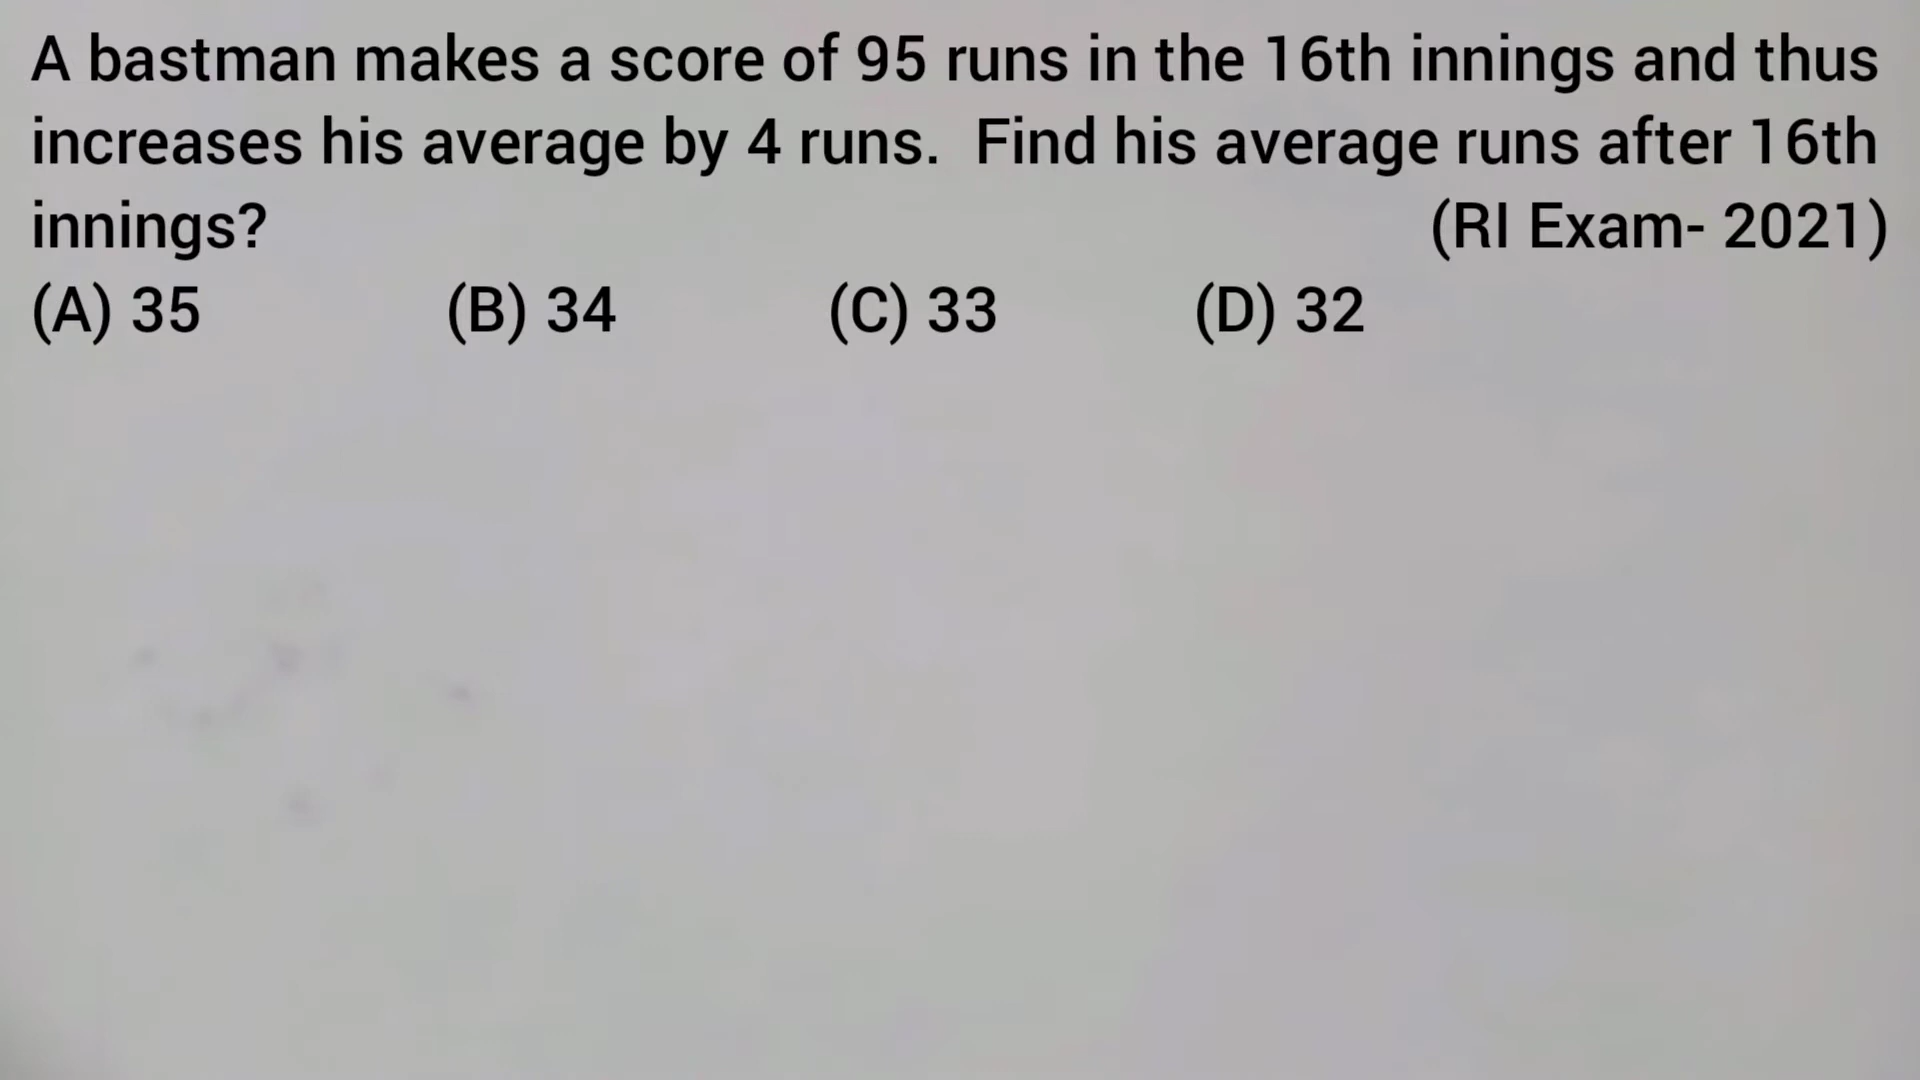 A bastman makes a score of 95 runs in the 16th innings and thus
increases his average by 4 runs. Find his average runs after 16th
innings? (RI Exam- 2021)
(A) 35 (B) 34 (C) 33 (D) 32